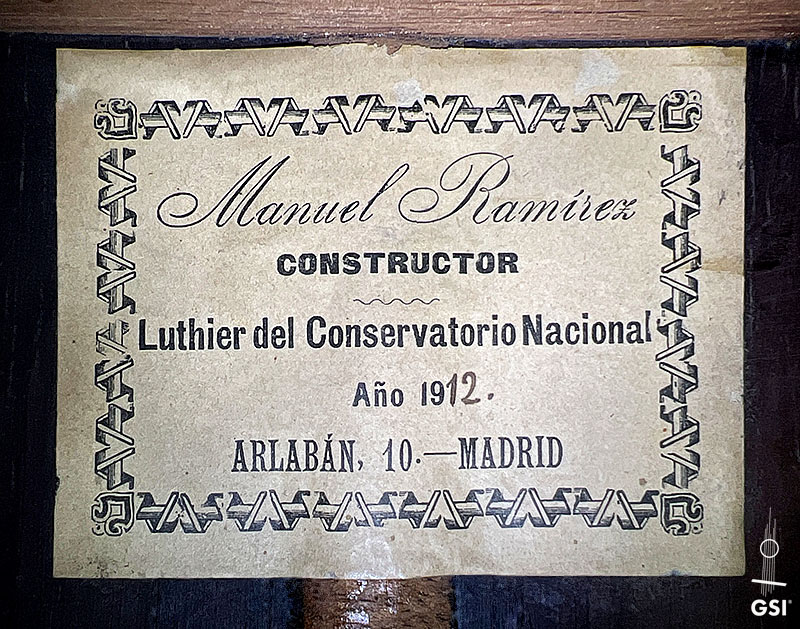 Manuel Ramírez
CONSTRUCTOR
Luthier del Conservatorio Nacional
Año 1912.
ARLABÁN, 10.—MADRID
GSI